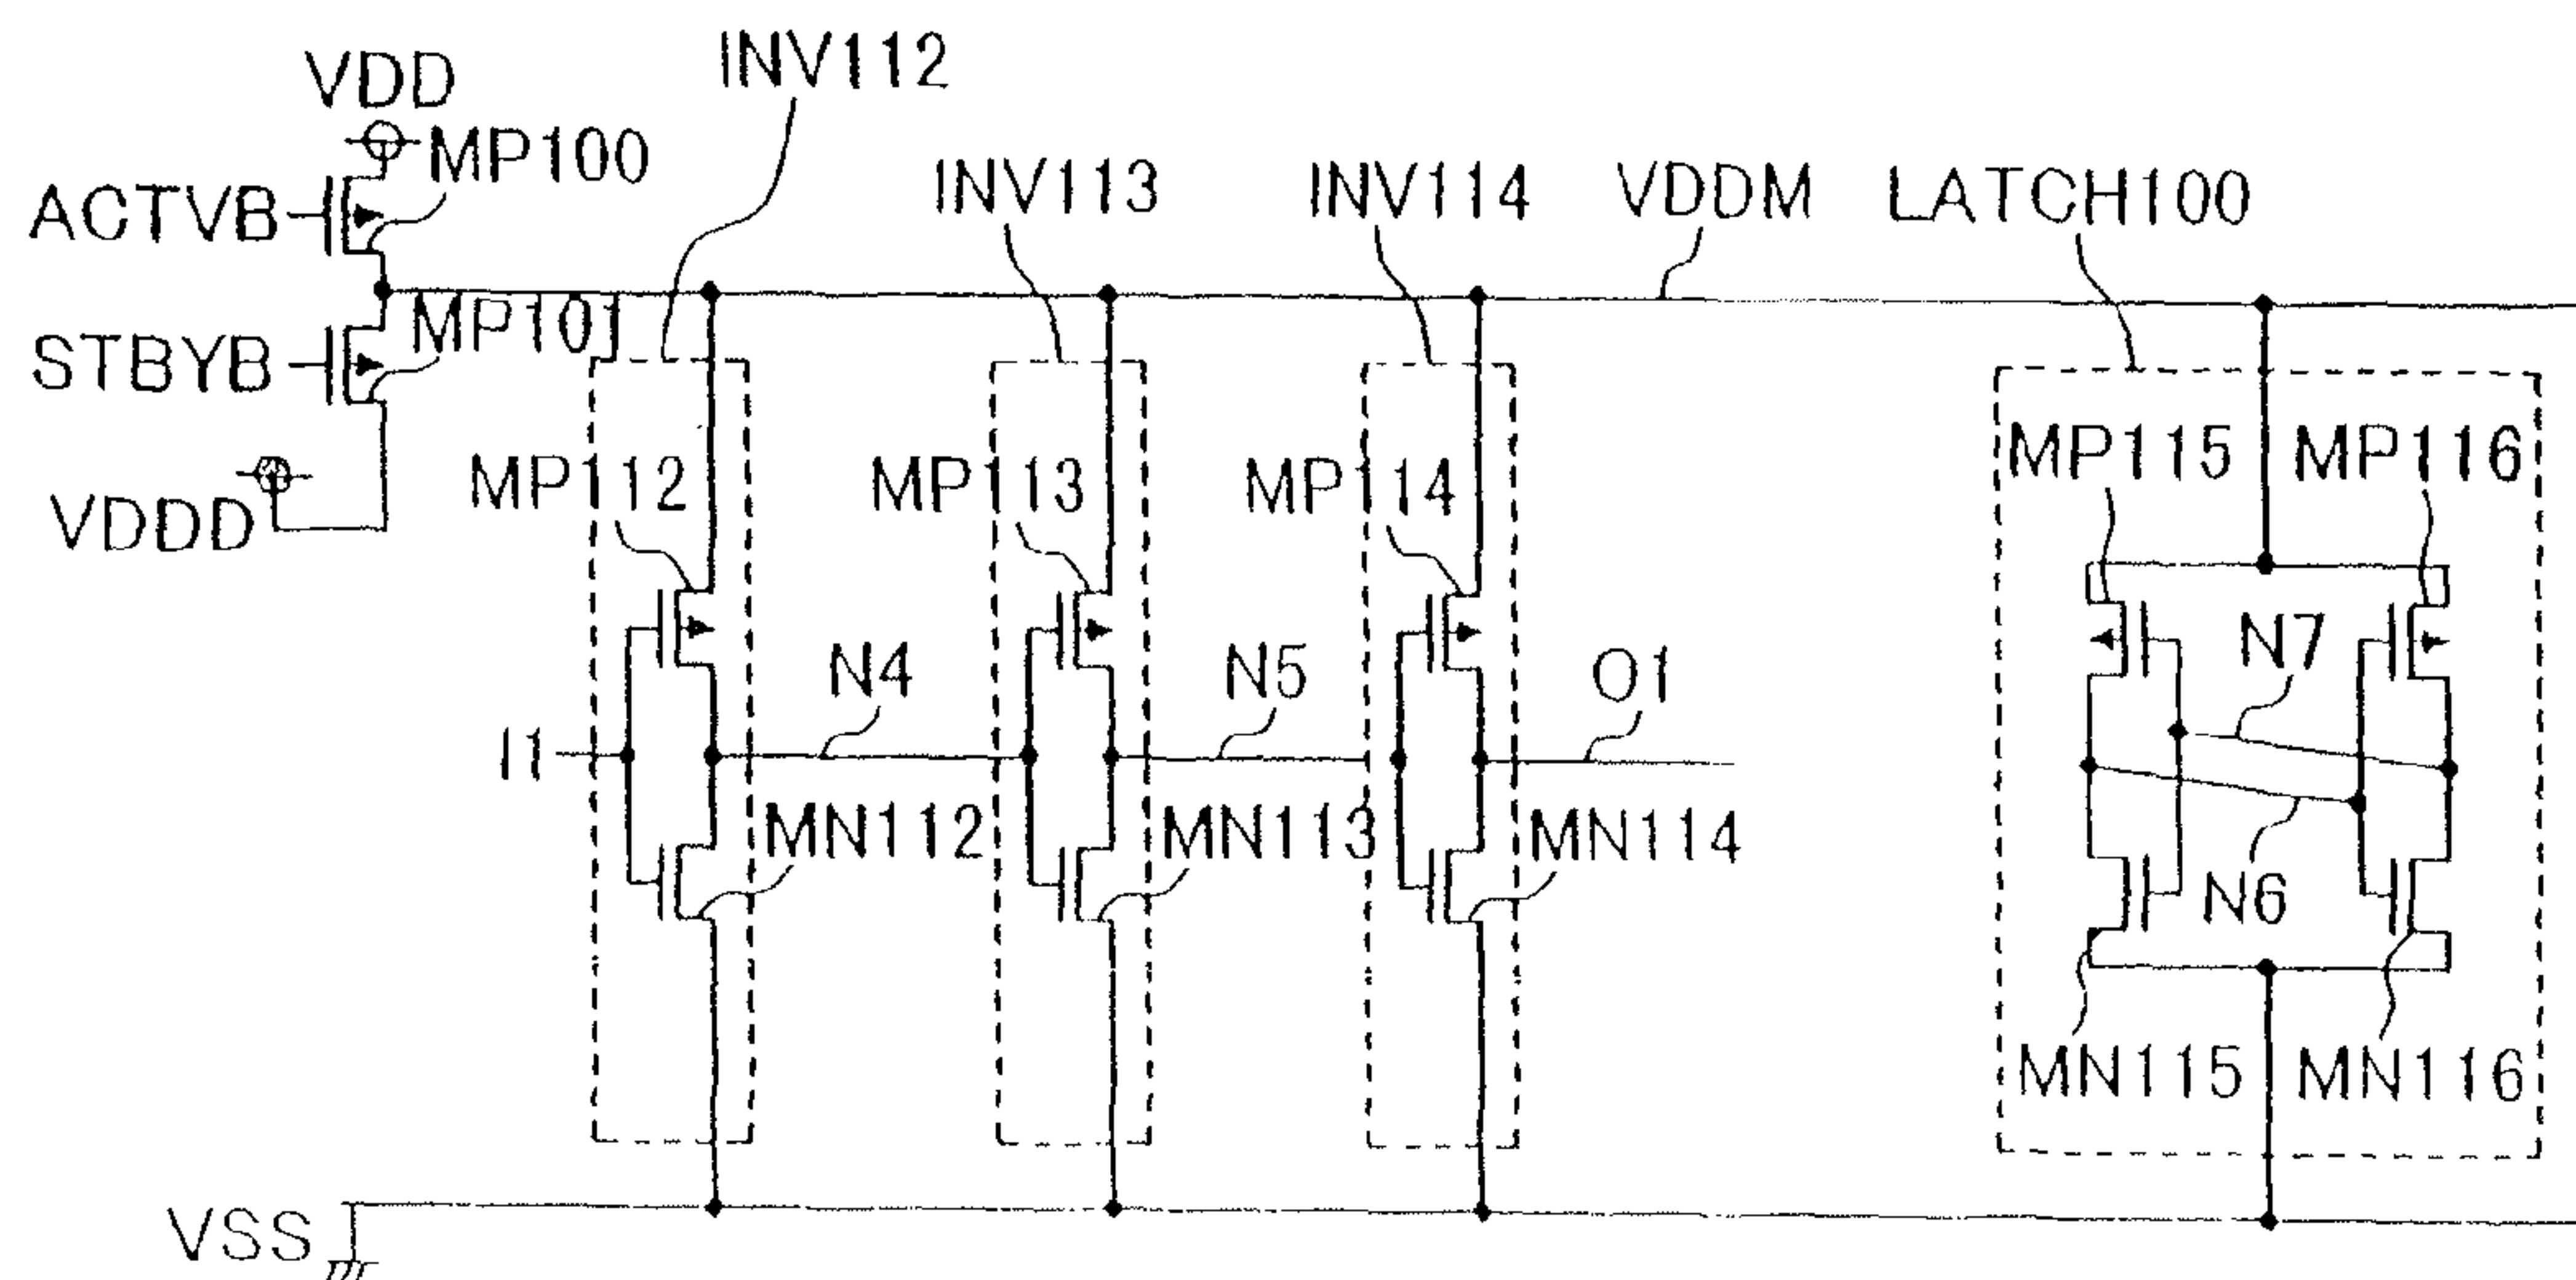 INV112
VDD
MP100
INV113
INV114
VDDM
LATCH100
ACTVB
MP101
STBYB
MP115
MP116
MP112
MP113
MP114
VDDD
N7
N4
N5
O1
I1
MN112
MN113
MN114
N6
MN115
MN116
VSS